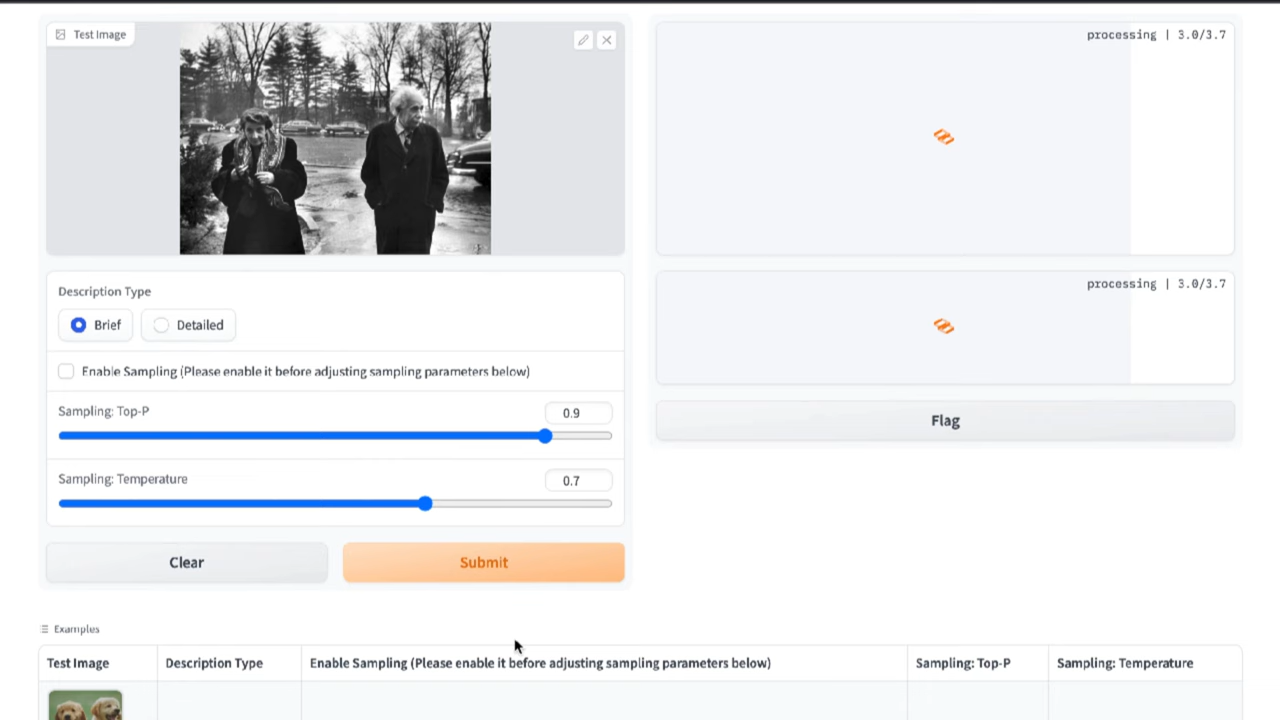 Test Image
processing | 3.0/3.7
Description Type
Brief
Detailed
Enable Sampling (Please enable it before adjusting sampling parameters below)
Sampling: Top-P
0.9
Sampling: Temperature
0.7
Clear
Submit
processing | 3.0/3.7
Flag
Examples
Test Image
Description Type
Enable Sampling (Please enable it before adjusting sampling parameters below)
Sampling: Top-P
Sampling: Temperature